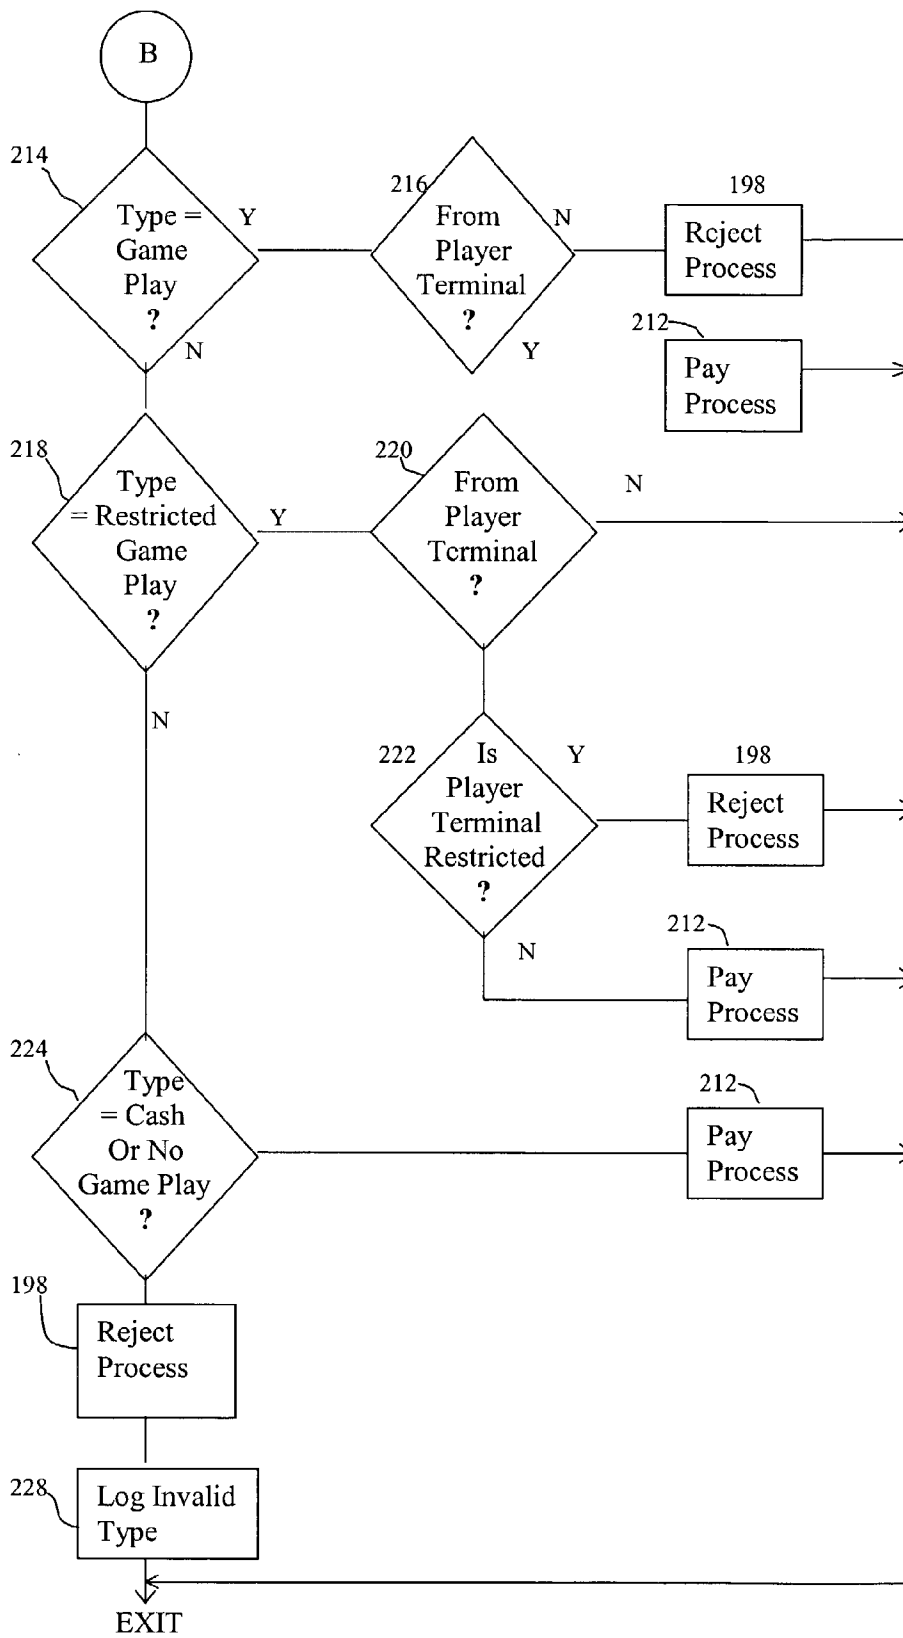 B
214
Type =
Game
Play
?
Y
N
216
From
Player
Terminal
?
N
Y
198
Reject
Process
212
Pay
Process
218
Type
= Restricted
Game
Play
?
Y
N
220
From
Player
Terminal
?
N
222
Is
Player
Terminal
Restricted
?
Y
N
198
Reject
Process
212
Pay
Process
224
Type
= Cash
Or No
Game Play
?
212
Pay
Process
198
Reject
Process
228
Log Invalid
Type
EXIT